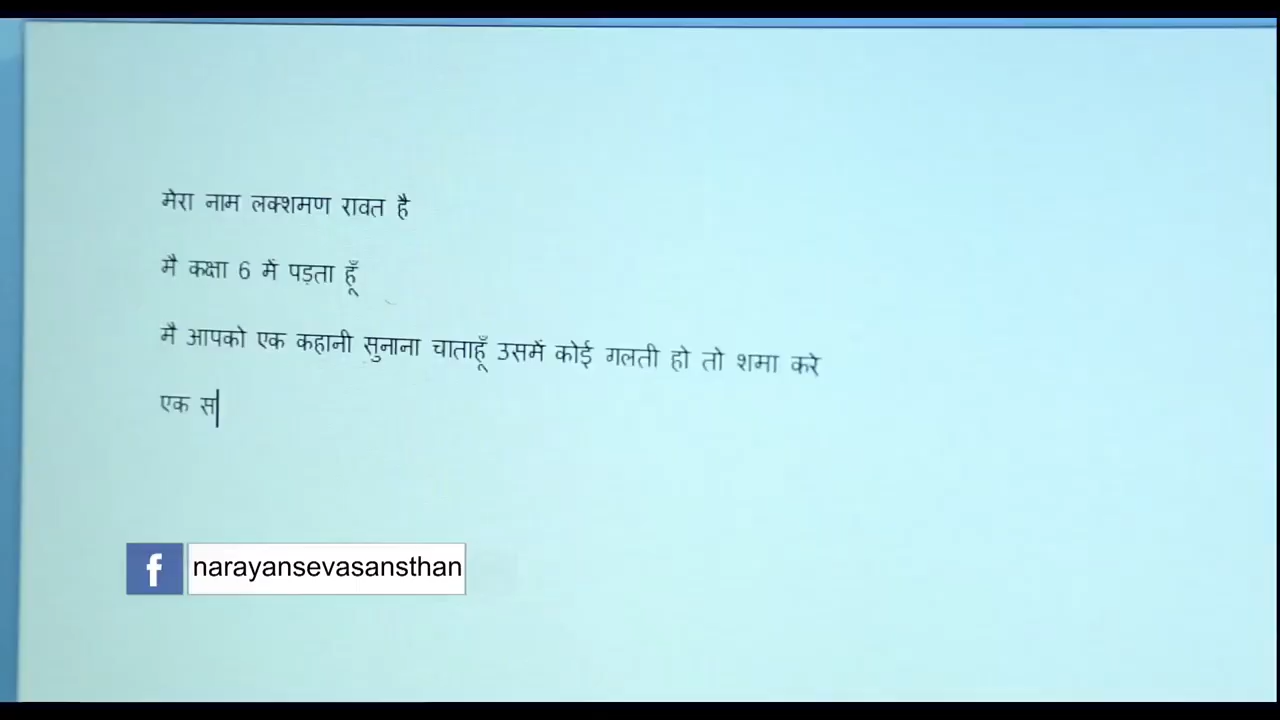 मेरा नाम लक्शमण रावत है
मै कक्षा 6 में पड़ता हूँ
मै आपको एक कहानी सुनाना चाताहूँ उसमें कोई गलती हो तो शमा करे
एक स
f narayansevasansthan